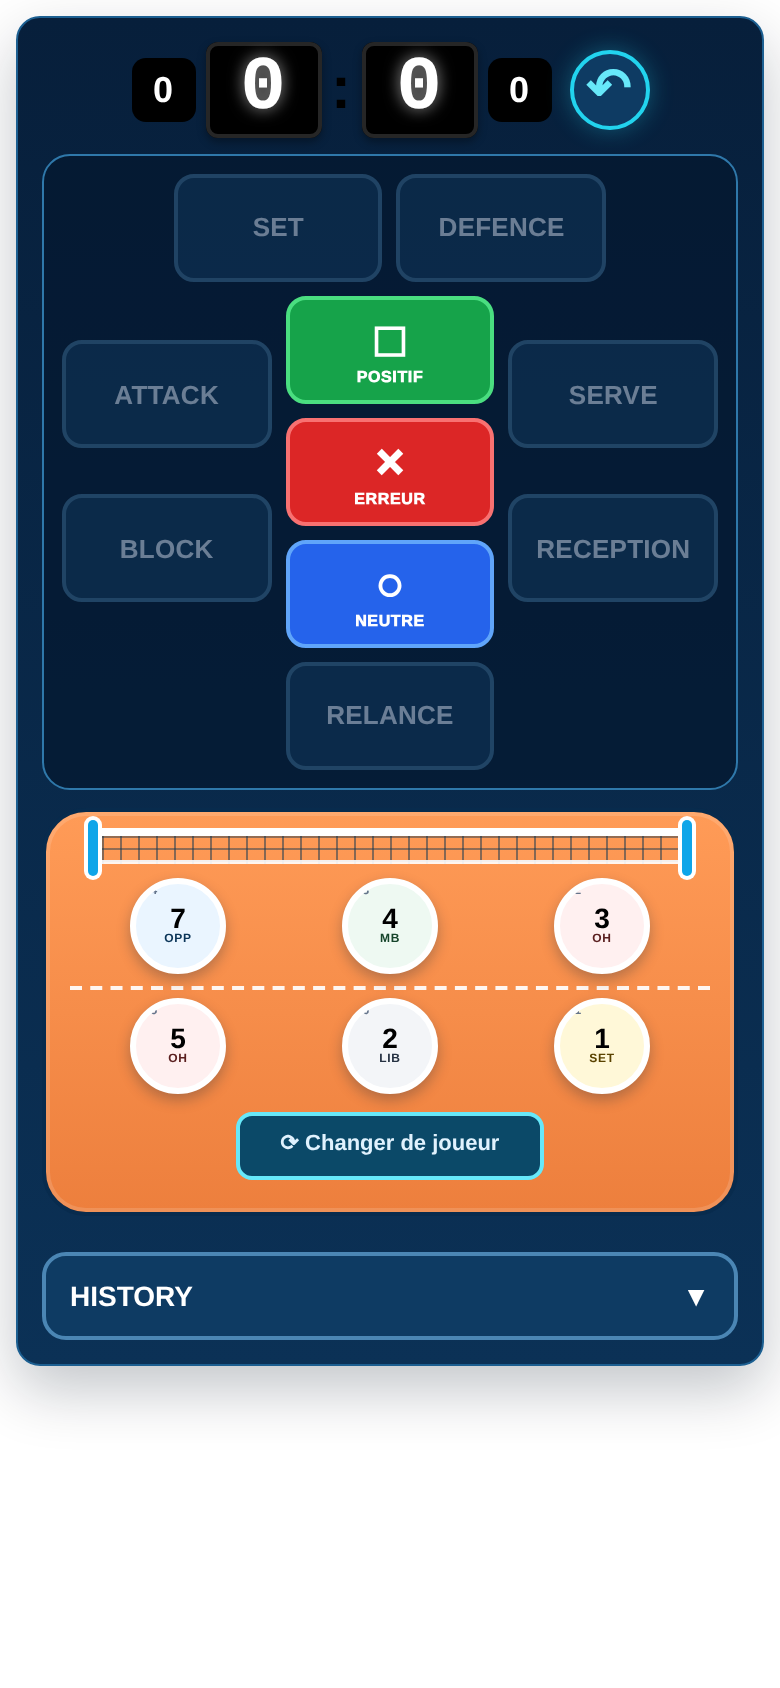 0 0 : 0 0 ↶
SET DEFENCE
□
POSITIF
ATTACK SERVE
✕
ERREUR
BLOCK RECEPTION
○
NEUTRE
RELANCE
7 4 3
OPP MB OH
5 2 1
OH LIB SET
⟳ Changer de joueur
HISTORY ▼